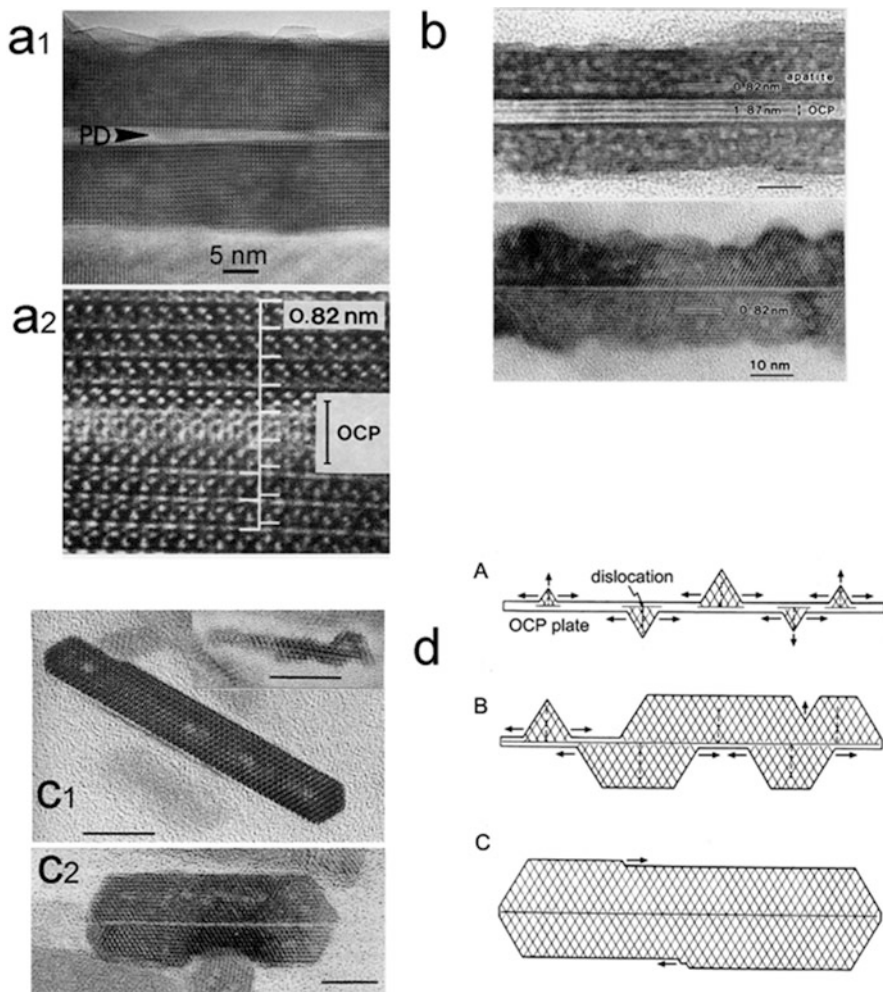 a1
PD
5 nm
a2
0.82 nm
OCP
b
apatite
0.82nm
1.87nm
OCP
0.82nm
10 nm
c1
c2
d
A
dislocation
OCP plate
B
C